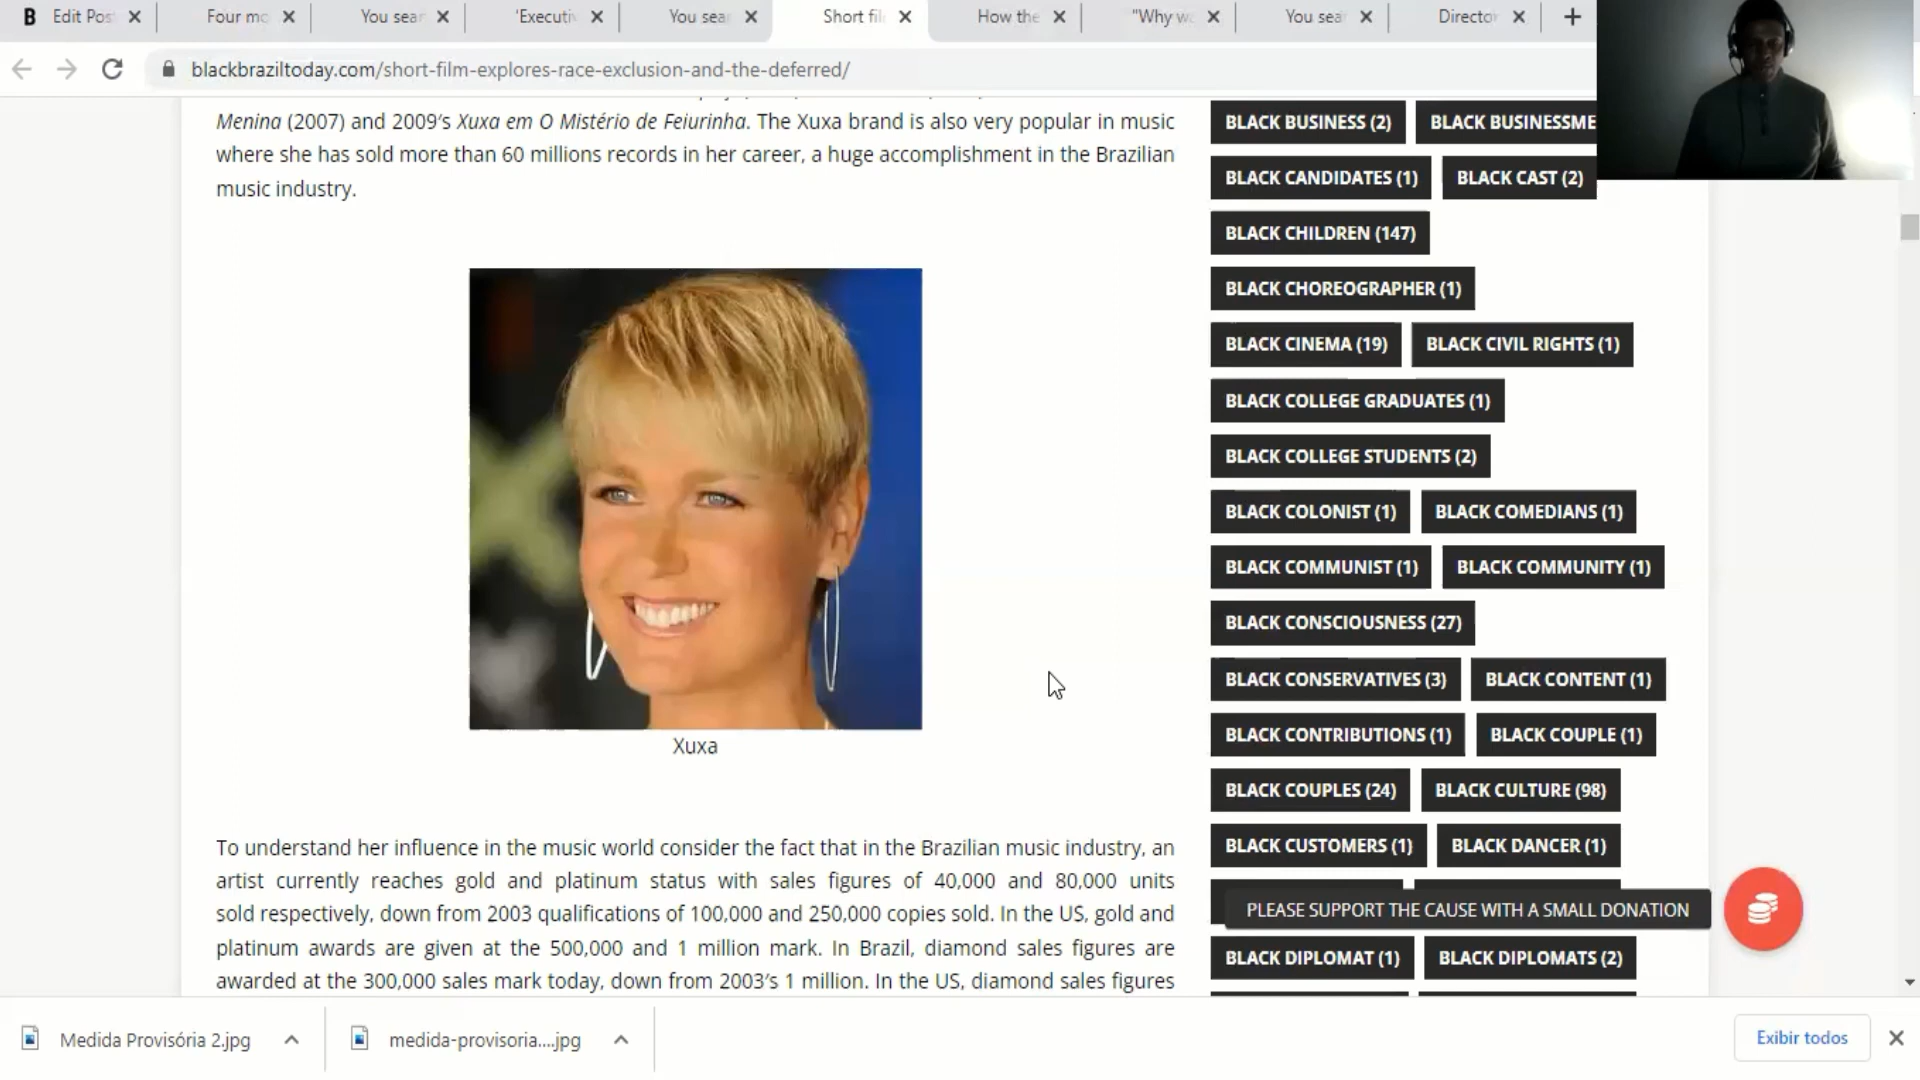 B Edit Pos
Four mo
You sear
'Executi
You sea
Short fil
How the
"Why w
You sea
Director
blackbraziltoday.com/short-film-explores-race-exclusion-and-the-deferred/
Menina (2007) and 2009's Xuxa em O Mistério de Feiurinha. The Xuxa brand is also very popular in music
where she has sold more than 60 millions records in her career, a huge accomplishment in the Brazilian
music industry.
Xuxa
To understand her influence in the music world consider the fact that in the Brazilian music industry, an
artist currently reaches gold and platinum status with sales figures of 40,000 and 80,000 units
sold respectively, down from 2003 qualifications of 100,000 and 250,000 copies sold. In the US, gold and
platinum awards are given at the 500,000 and 1 million mark. In Brazil, diamond sales figures are
awarded at the 300,000 sales mark today, down from 2003's 1 million. In the US, diamond sales figures
BLACK BUSINESS (2) BLACK BUSINESSME
BLACK CANDIDATES (1) BLACK CAST (2)
BLACK CHILDREN (147)
BLACK CHOREOGRAPHER (1)
BLACK CINEMA (19) BLACK CIVIL RIGHTS (1)
BLACK COLLEGE GRADUATES (1)
BLACK COLLEGE STUDENTS (2)
BLACK COLONIST (1) BLACK COMEDIANS (1)
BLACK COMMUNIST (1) BLACK COMMUNITY (1)
BLACK CONSCIOUSNESS (27)
BLACK CONSERVATIVES (3) BLACK CONTENT (1)
BLACK CONTRIBUTIONS (1) BLACK COUPLE (1)
BLACK COUPLES (24) BLACK CULTURE (98)
BLACK CUSTOMERS (1) BLACK DANCER (1)
PLEASE SUPPORT THE CAUSE WITH A SMALL DONATION
BLACK DIPLOMAT (1) BLACK DIPLOMATS (2)
Medida Provisória 2.jpg
medida-provisoria....jpg
Exibir todos